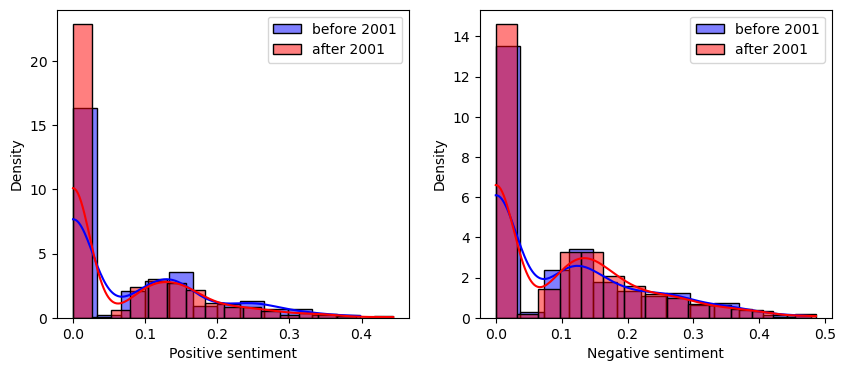 before 2001
after 2001
Density
20
15
10
5
0
0.0 0.1 0.2 0.3 0.4
Positive sentiment
before 2001
after 2001
Density
14
12
10
8
6
4
2
0
0.0 0.1 0.2 0.3 0.4 0.5
Negative sentiment